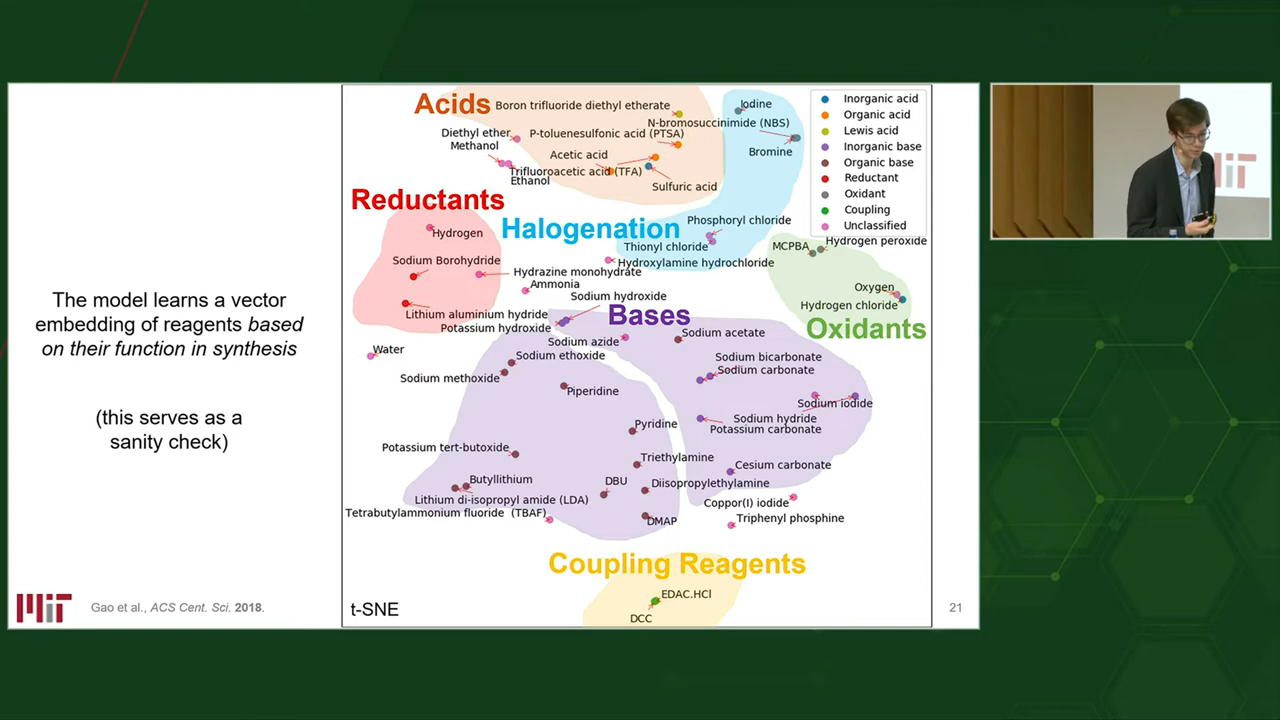 The model learns a vector
embedding of reagents based
on their function in synthesis
(this serves as a
sanity check)
MIT
Gao et al., ACS Cent. Sci. 2018.
Acids
Boron trifluoride diethyl etherate
Diethyl ether
P-toluenesulfonic acid (PTSA)
Methanol
Acetic acid
Trifluoroacetic acid (TFA)
Ethanol
Sulfuric acid
Iodine
N-bromosuccinimide (NBS)
Bromine
Reductants
Halogenation
Phosphoryl chloride
Thionyl chloride
Hydroxylamine hydrochloride
Hydrogen
Sodium Borohydride
Hydrazine monohydrate
Ammonia
Lithium aluminium hydride
MCPBA
Hydrogen peroxide
Oxygen
Hydrogen chloride
Oxidants
Sodium hydroxide
Potassium hydroxide
Bases
Sodium azide
Sodium acetate
Water
Sodium ethoxide
Sodium methoxide
Piperidine
Sodium bicarbonate
Sodium carbonate
Sodium iodide
Sodium hydride
Potassium carbonate
Pyridine
Potassium tert-butoxide
Triethylamine
Cesium carbonate
Butyllithium
DBU
Diisopropylethylamine
Lithium di-isopropyl amide (LDA)
Coppor(I) iodide
Tetrabutylammonium fluoride (TBAF)
DMAP
Triphenyl phosphine
Coupling Reagents
EDAC.HCl
DCC
t-SNE
Inorganic acid
Organic acid
Lewis acid
Inorganic base
Organic base
Reductant
Oxidant
Coupling
Unclassified
21
MIT